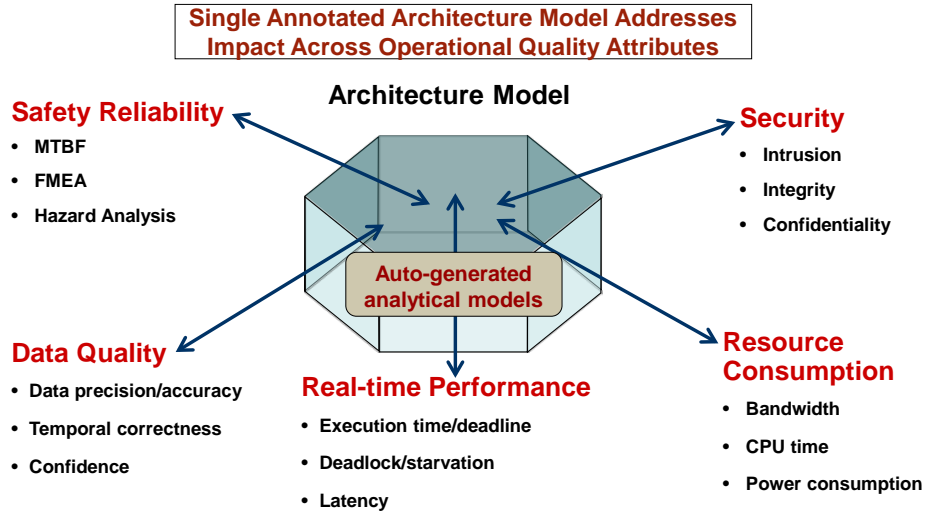 Single Annotated Architecture Model Addresses
Impact Across Operational Quality Attributes
Architecture Model
Safety Reliability
• MTBF
• FMEA
• Hazard Analysis
Security
• Intrusion
• Integrity
• Confidentiality
Auto-generated
analytical models
Data Quality
• Data precision/accuracy
• Temporal correctness
• Confidence
Real-time Performance
• Execution time/deadline
• Deadlock/starvation
• Latency
Resource
Consumption
• Bandwidth
• CPU time
• Power consumption